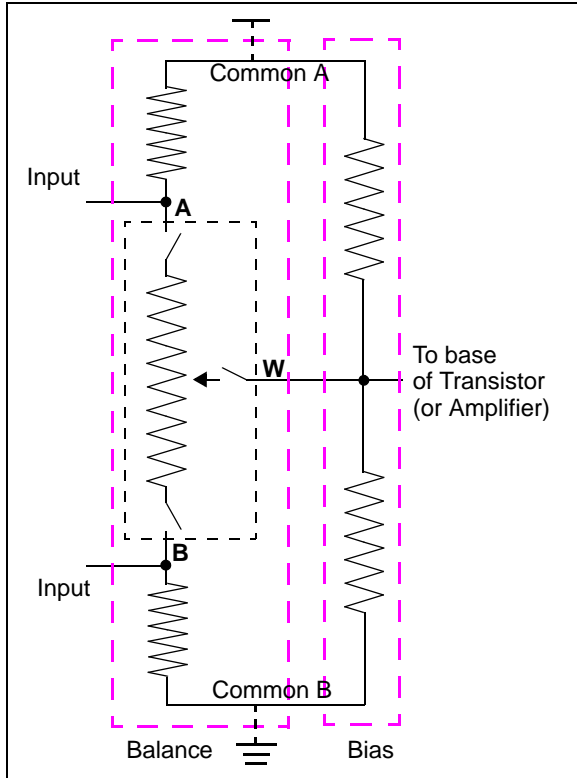 Common A
Input
A
W
To base
of Transistor
(or Amplifier)
B
Input
Common B
Balance
Bias